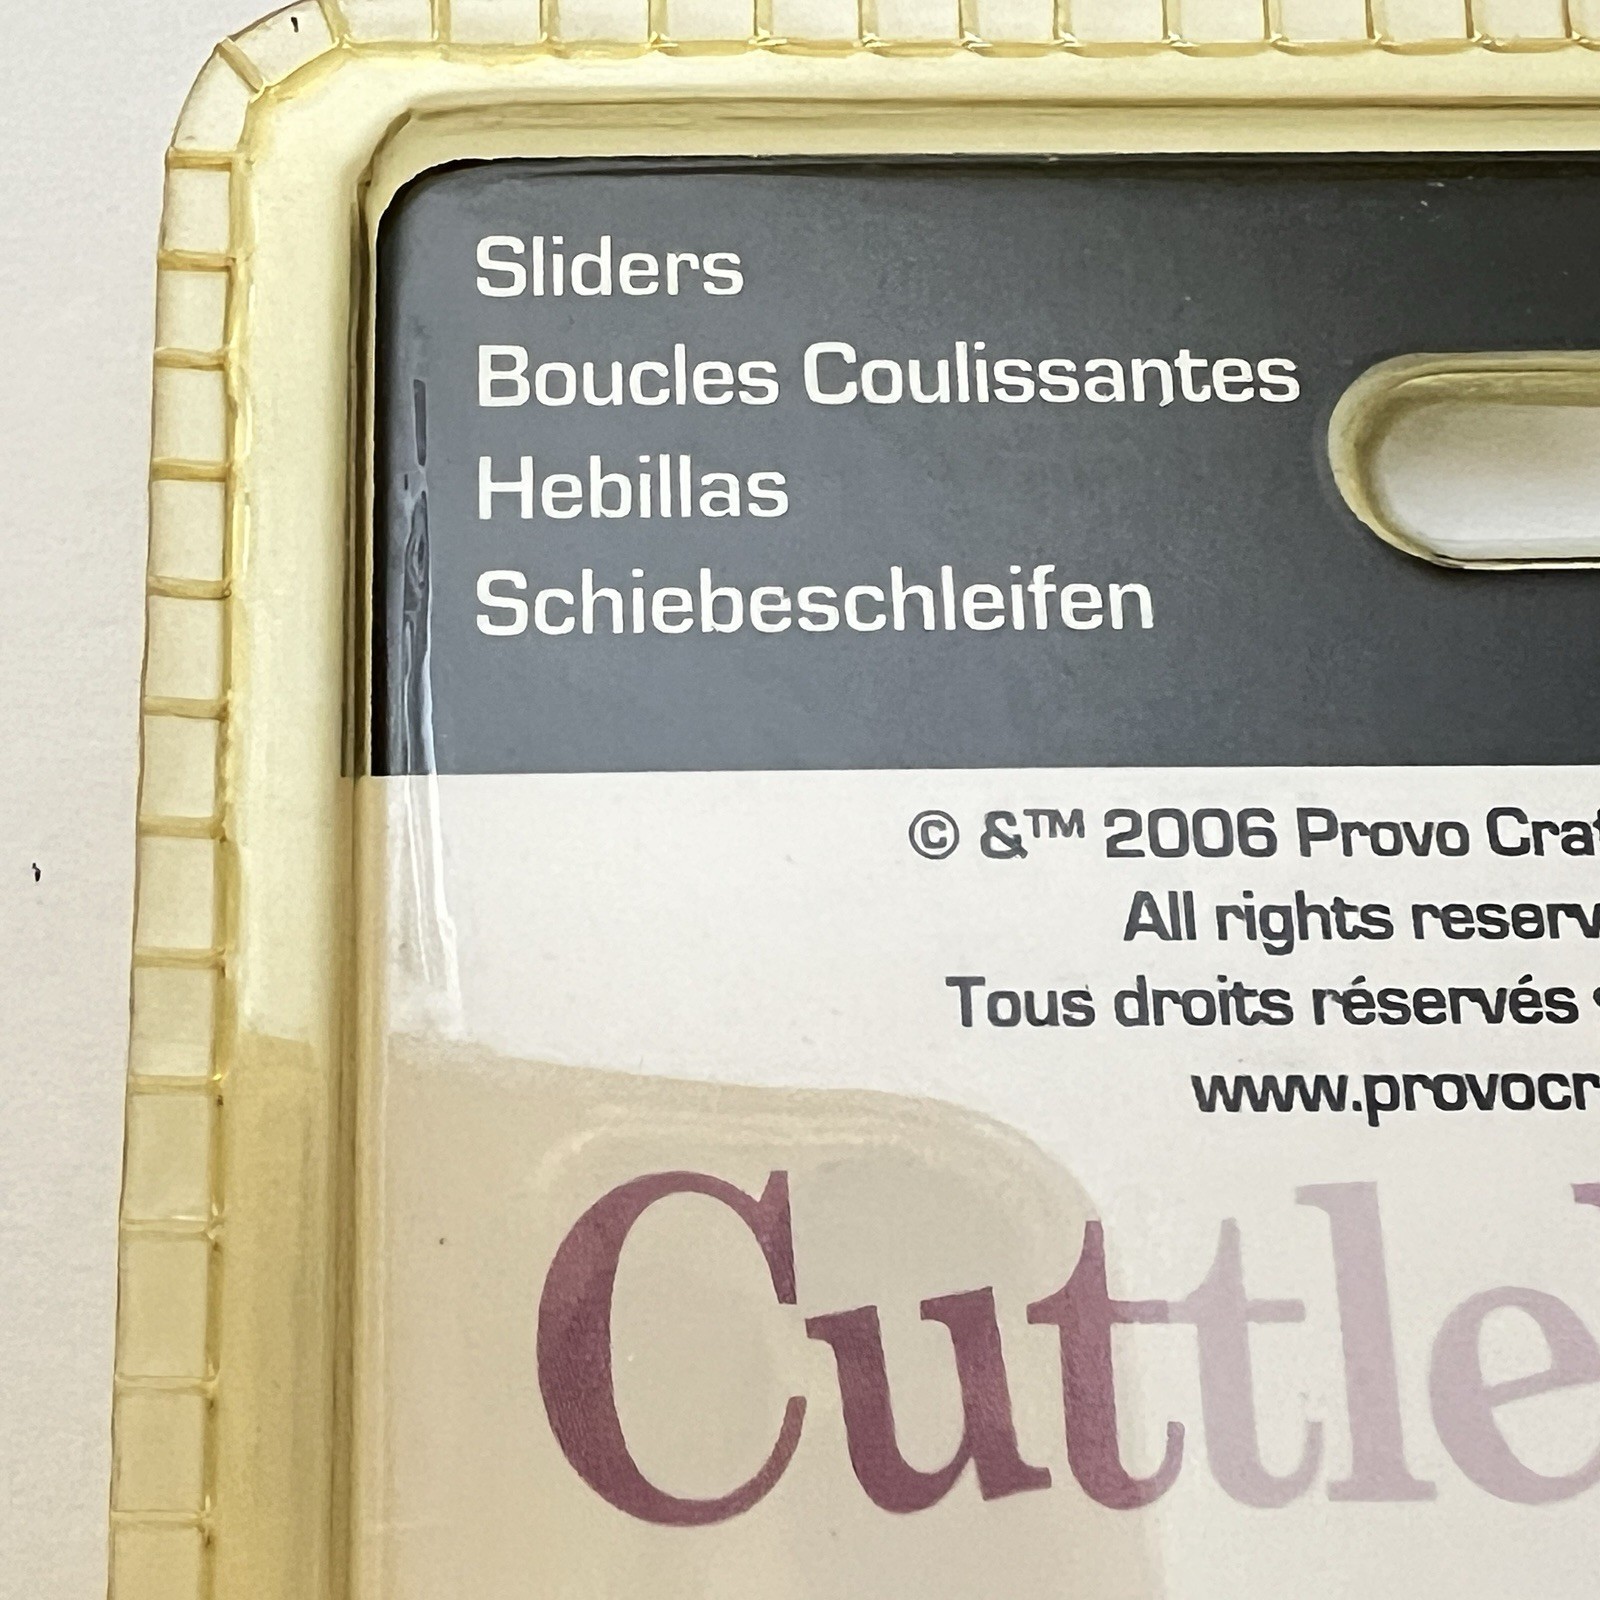 Sliders
Boucles Coulissantes
Hebillas
Schiebeschleifen
© &™ 2006 Provo Craf
All rights reserv
Tous droits réservés
www.provocr
Cuttle